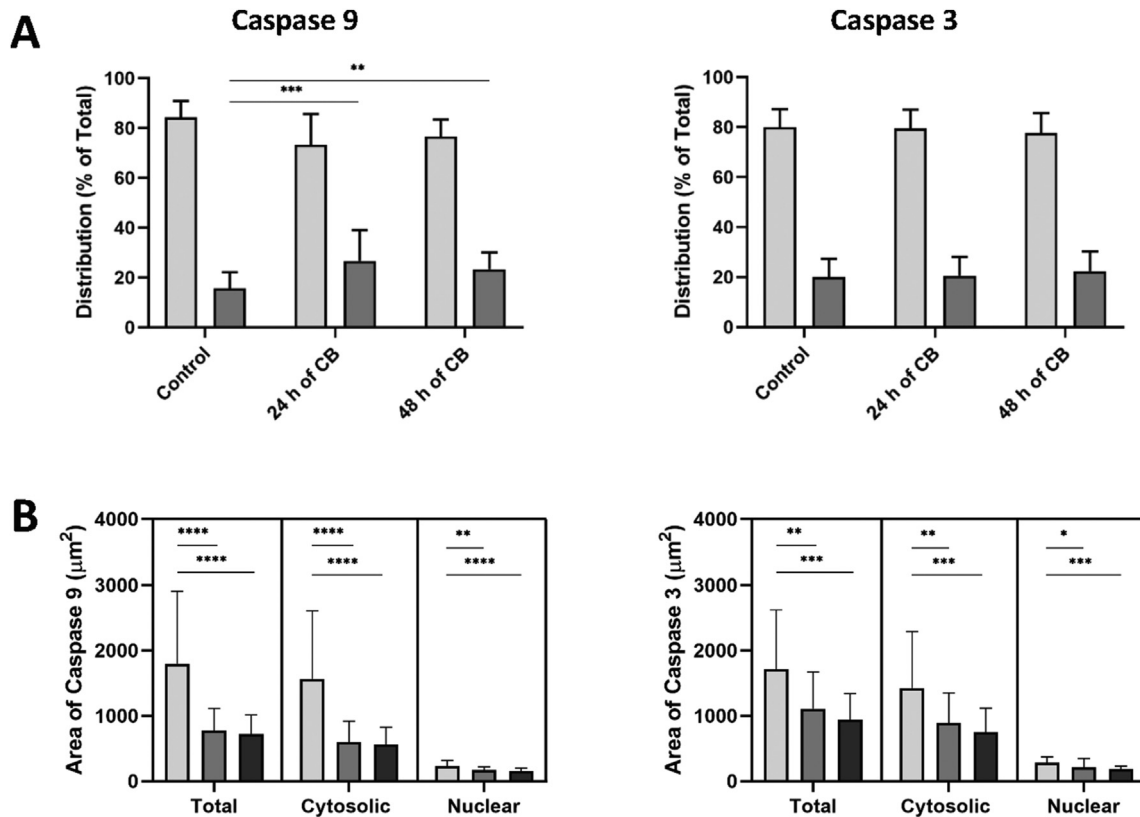 A
Caspase 9
Caspase 3
Distribution (% of Total)
100
80
60
40
20
0
***
**
Control
24 h of CB
48 h of CB
Distribution (% of Total)
100
80
60
40
20
0
Control
24 h of CB
48 h of CB
B
Area of Caspase 9 (µm²)
4000
3000
2000
1000
0
****
****
****
****
**
****
Total
Cytosolic
Nuclear
Area of Caspase 3 (µm²)
4000
3000
2000
1000
0
**
***
**
***
*
***
Total
Cytosolic
Nuclear